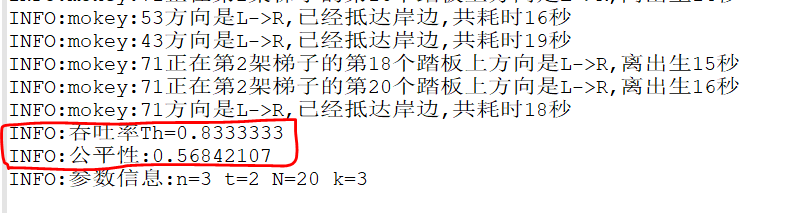 INFO:mokey:53方向是L->R,已经抵达岸边,共耗时16秒
INFO:mokey:43方向是L->R,已经抵达岸边,共耗时19秒
INFO:mokey:71正在第2架梯子的第18个踏板上方向是L->R,离出生15秒
INFO:mokey:71正在第2架梯子的第20个踏板上方向是L->R,离出生16秒
INFO:mokey:71方向是L->R,已经抵达岸边,共耗时18秒
INFO:吞吐率Th=0.8333333
INFO:公平性:0.56842107
INFO:参数信息:n=3 t=2 N=20 k=3